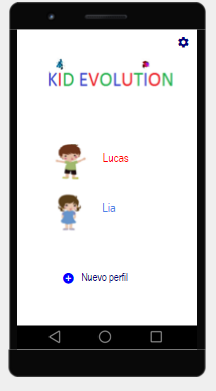 KID EVOLUTION
Lucas
Lia
Nuevo perfil